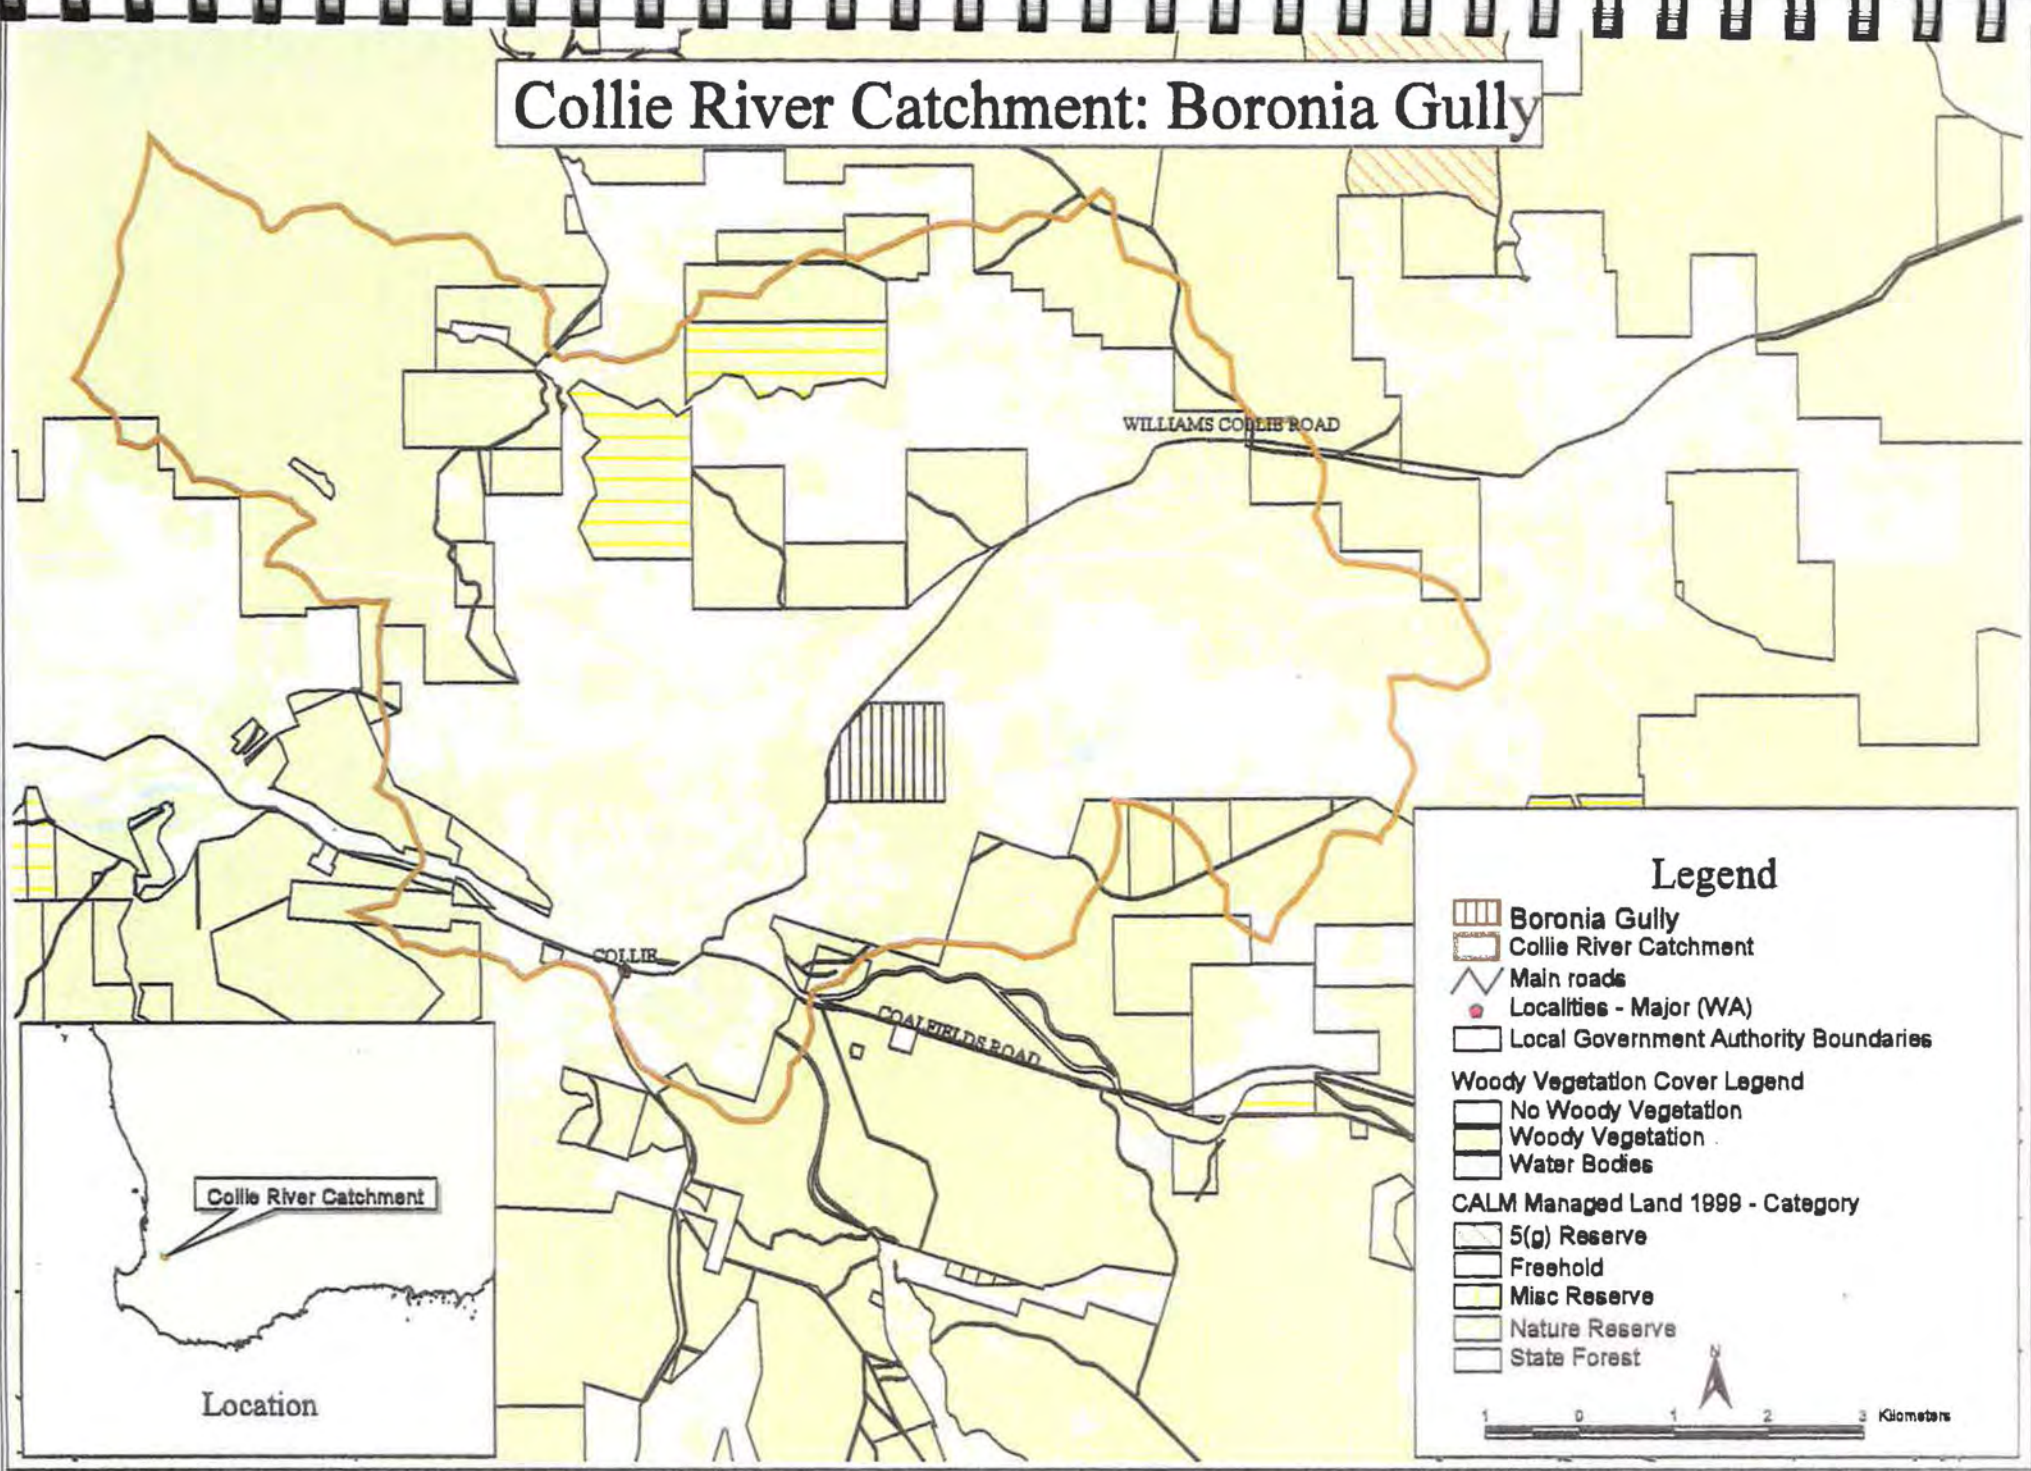 Collie River Catchment: Boronia Gully
WILLIAMS COLLIE ROAD
COLLIE
COALFIELDS ROAD
Collie River Catchment
Location
Legend
Boronia Gully
Collie River Catchment
Main roads
Localities - Major (WA)
Local Government Authority Boundaries
Woody Vegetation Cover Legend
No Woody Vegetation
Woody Vegetation
Water Bodies
CALM Managed Land 1999 - Category
5(g) Reserve
Freehold
Misc Reserve
Nature Reserve
State Forest
N
1 0 1 2 3 Kilometers